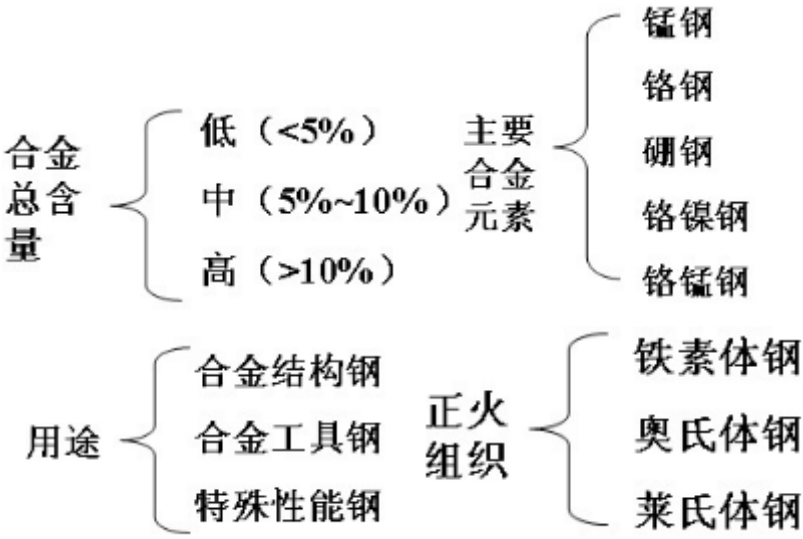 合金
总含
量
低（<5%）
中（5%~10%）
高（>10%）
主要
合金
元素
锰钢
铬钢
硼钢
铬镍钢
铬锰钢
用途
合金结构钢
合金工具钢
特殊性能钢
正火
组织
铁素体钢
奥氏体钢
莱氏体钢